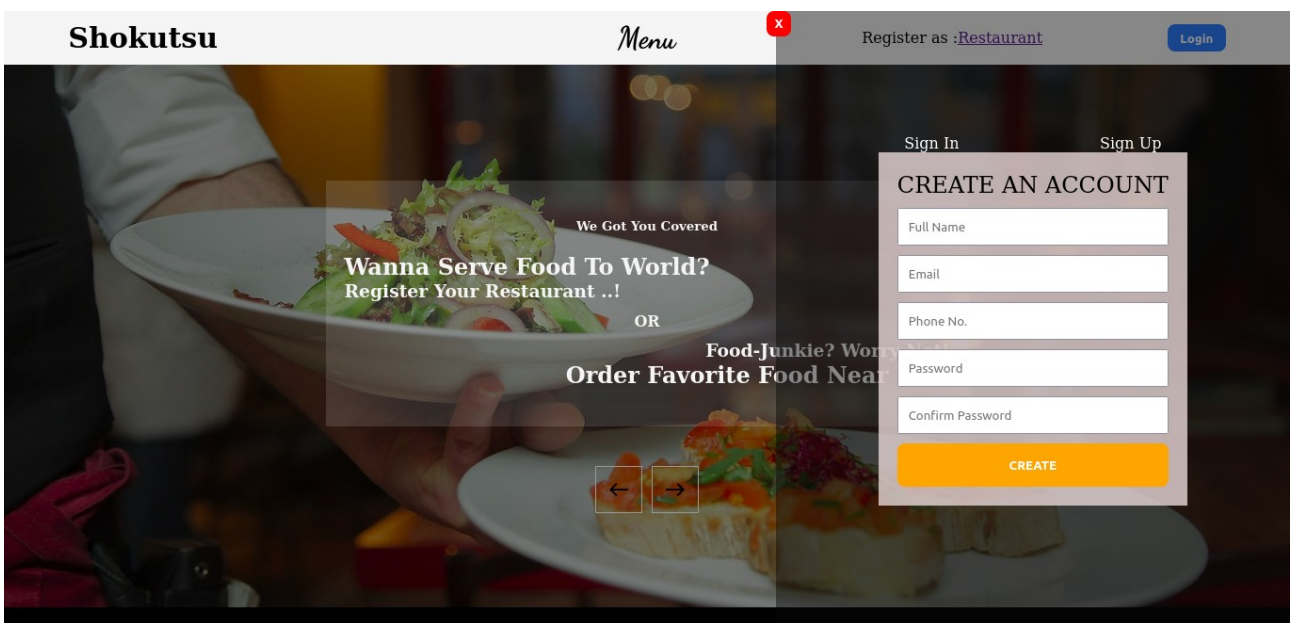 Shokutsu
Menu
X
Register as :Restaurant
Login
Sign In
Sign Up
CREATE AN ACCOUNT
Full Name
Email
Phone No.
Password
Confirm Password
CREATE
We Got You Covered
Wanna Serve Food To World?
Register Your Restaurant ..!
OR
Food-Junkie? Worry Not!
Order Favorite Food Near
← →